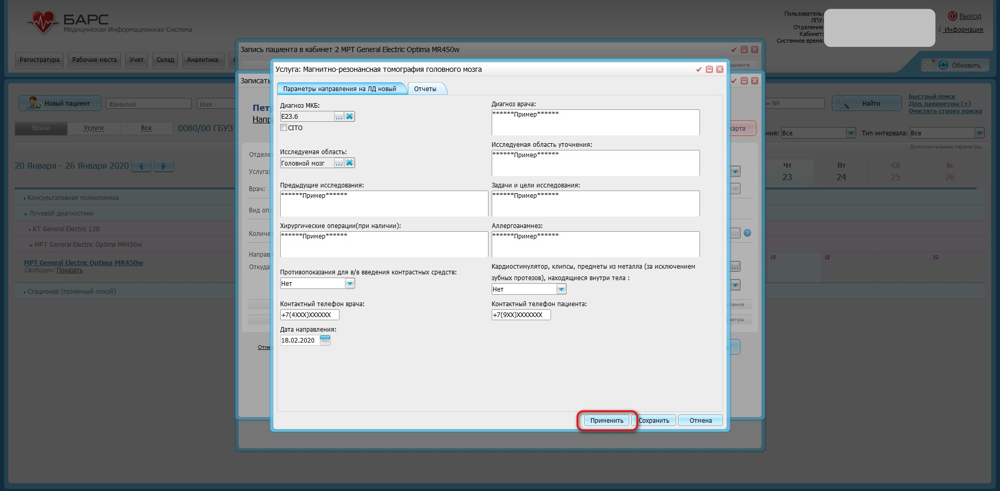 БАРС
Медицинская Информационная Система
Пользователь:
ЛПУ:
Отделение:
Кабинет:
Системное время:
Выход
Информация
Регистратура
Рабочие места
Учет
Склад
Аналитика
Обновить
Запись пациента в кабинет 2 МРТ General Electric Optima MR450w
Записать
Услуга: Магнитно-резонансная томография головного мозга
Параметры направления на ЛД новый
Отчеты
Диагноз МКБ:
E23.6
CITO
Диагноз врача:
******Пример******
Исследуемая область:
Головной мозг
Исследуемая область уточнения:
******Пример******
Предыдущие исследования:
******Пример******
Задачи и цели исследования:
******Пример******
Хирургические операции(при наличии):
******Пример******
Аллергоанамнез:
******Пример******
Противопоказания для в/в введения контрастных средств:
Нет
Кардиостимулятор, клипсы, предметы из металла (за исключением
зубных протезов), находящиеся внутри тела :
Нет
Контактный телефон врача:
+7(4XXX)XXXXXX
Контактный телефон пациента:
+7(9XX)XXXXXXX
Дата направления:
18.02.2020
Применить
Сохранить
Отмена
Новый пациент
Фамилия
Имя
Врачи
Услуги
Все
0080/00 ГБУЗ
20 Января - 26 Января 2020
Консультативная поликлиника
Лучевой диагностики
КТ General Electric 128
МРТ General Electric Optima MR450w
МРТ General Electric Optima MR450w
Свободен: Показать
Стационар (приемный покой)
Услуга:
Врач:
Откуда:
карта
№
Найти
Быстрый поиск
Доп. параметры (+)
Очистить строку поиска
Все
Тип интервала:
Все
Дополнительные параметры
Чт
23
Пт
24
Сб
25
Вс
26
19
18
19